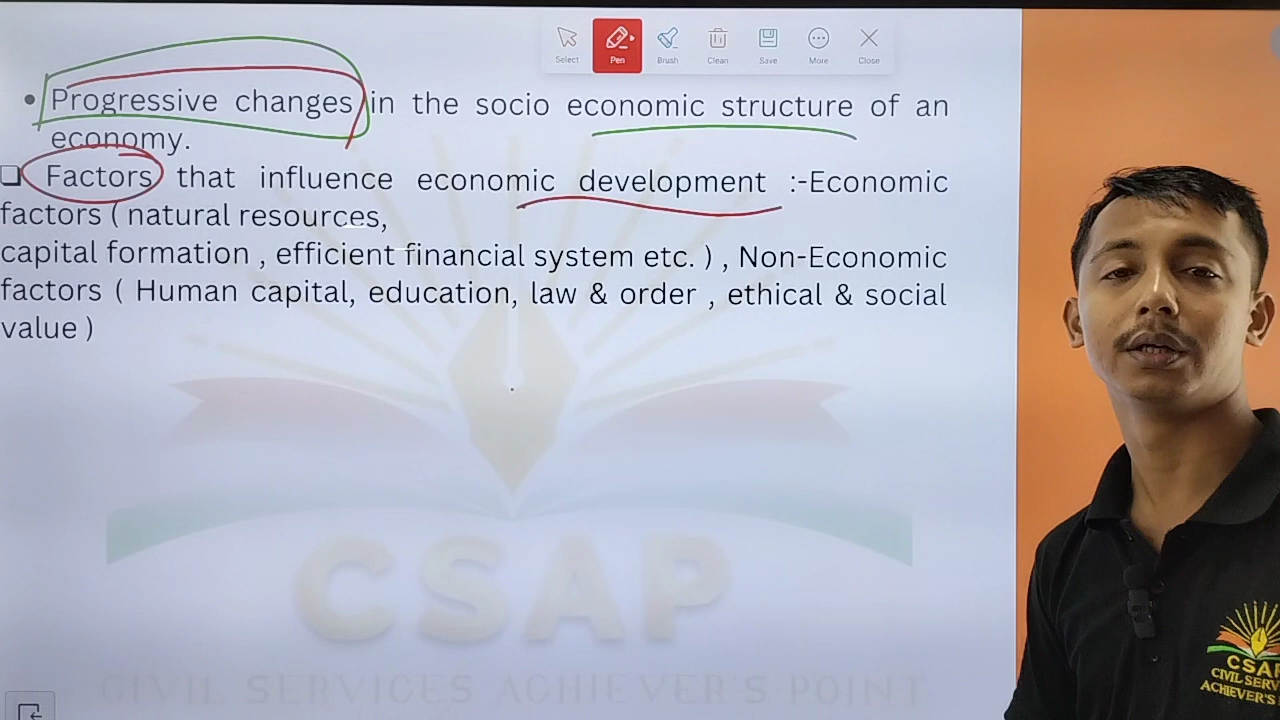 Select Pen Brush Clean Save More Close
• Progressive changes in the socio economic structure of an
economy.
❑ Factors that influence economic development :-Economic
factors ( natural resources,
capital formation , efficient financial system etc. ) , Non-Economic
factors ( Human capital, education, law & order , ethical & social
value )
CSAP
CIVIL SERVICES ACHIEVER'S POINT
CSAP
CIVIL SERV
ACHIEVER'S